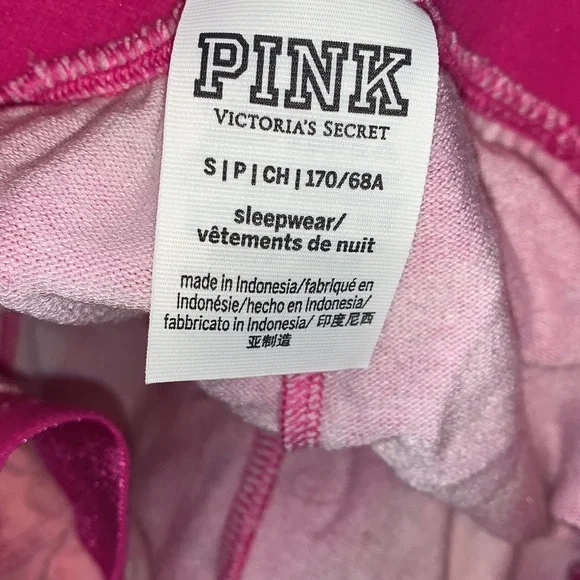 PINK
VICTORIA'S SECRET
S|P|CH|170/68A
sleepwear/
vêtements de nuit
made in Indonesia/fabriqué en
Indonésie/hecho en Indonesia/
fabbricato in Indonesia/ 印度尼西
亚制造